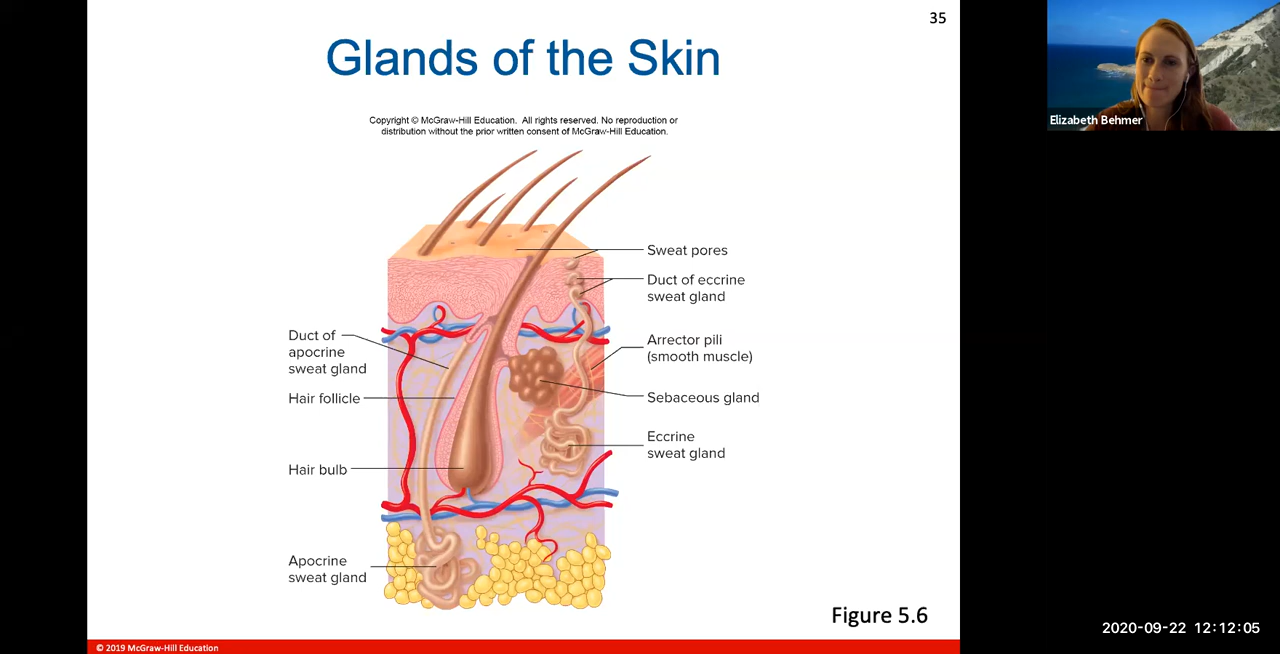 35
Glands of the Skin
Copyright © McGraw-Hill Education. All rights reserved. No reproduction or
distribution without the prior written consent of McGraw-Hill Education.
Sweat pores
Duct of eccrine
sweat gland
Arrector pili
(smooth muscle)
Sebaceous gland
Eccrine
sweat gland
Duct of
apocrine
sweat gland
Hair follicle
Hair bulb
Apocrine
sweat gland
Figure 5.6
© 2019 McGraw-Hill Education
Elizabeth Behmer
2020-09-22 12:12:05